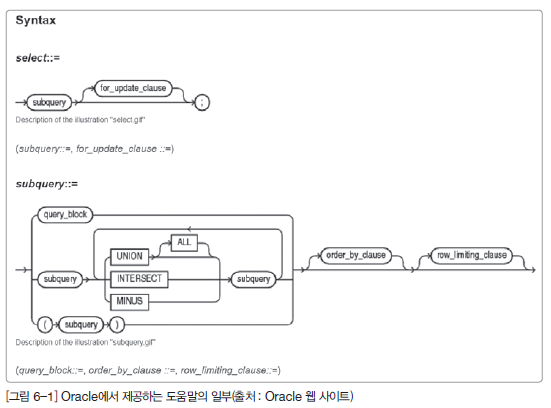 Syntax
select::=
for_update_clause
subquery
;
Description of the illustration "select.gif"
(subquery::=, for_update_clause ::=)
subquery::=
query_block
ALL
UNION
order_by_clause
row_limiting_clause
subquery
INTERSECT
subquery
MINUS
( subquery )
Description of the illustration "subquery.gif"
(query_block::=, order_by_clause ::=, row_limiting_clause::=)
[그림 6-1] Oracle에서 제공하는 도움말의 일부(출처 : Oracle 웹 사이트)